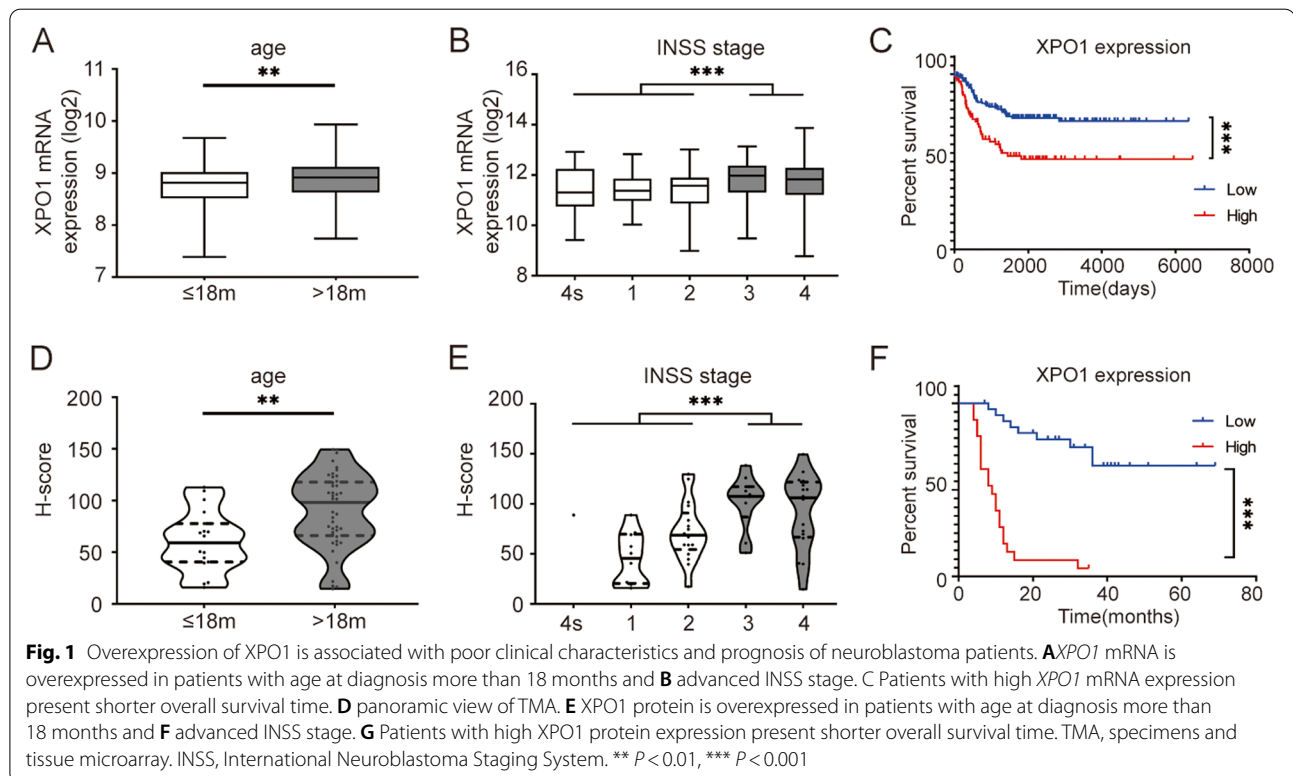 A
age
**
XPO1 mRNA
expression (log2)
11
10
9
8
7
≤18m
>18m
B
INSS stage
***
XPO1 mRNA
expression (log2)
16
14
12
10
8
4s
1
2
3
4
C
XPO1 expression
Percent survival
100
50
0
***
Low
High
0
2000
4000
6000
8000
Time(days)
D
age
**
H-score
200
150
100
50
0
≤18m
>18m
E
INSS stage
***
H-score
200
150
100
50
0
4s
1
2
3
4
F
XPO1 expression
Percent survival
100
50
0
Low
High
***
0
20
40
60
80
Time(months)
Fig. 1 Overexpression of XPO1 is associated with poor clinical characteristics and prognosis of neuroblastoma patients. AXPO1 mRNA is
overexpressed in patients with age at diagnosis more than 18 months and B advanced INSS stage. C Patients with high XPO1 mRNA expression
present shorter overall survival time. D panoramic view of TMA. E XPO1 protein is overexpressed in patients with age at diagnosis more than
18 months and F advanced INSS stage. G Patients with high XPO1 protein expression present shorter overall survival time. TMA, specimens and
tissue microarray. INSS, International Neuroblastoma Staging System. ** P < 0.01, *** P < 0.001